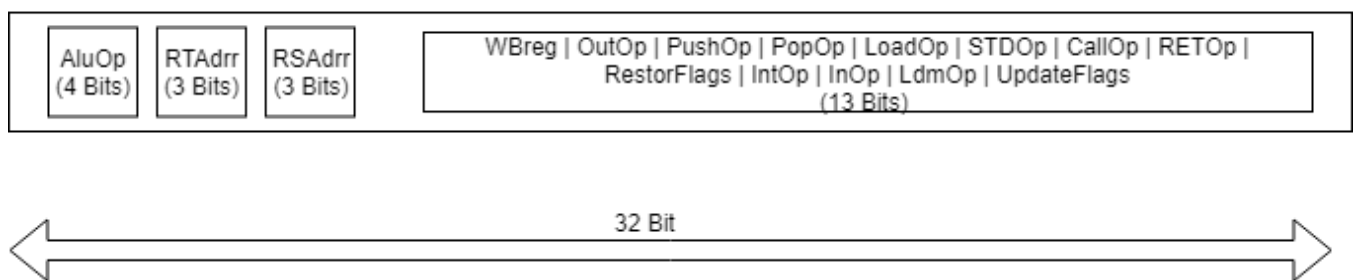 AluOp
(4 Bits)
RTAdrr
(3 Bits)
RSAdrr
(3 Bits)
WBreg | OutOp | PushOp | PopOp | LoadOp | STDOp | CallOp | RETOp |
RestorFlags | IntOp | InOp | LdmOp | UpdateFlags
(13 Bits)
32 Bit